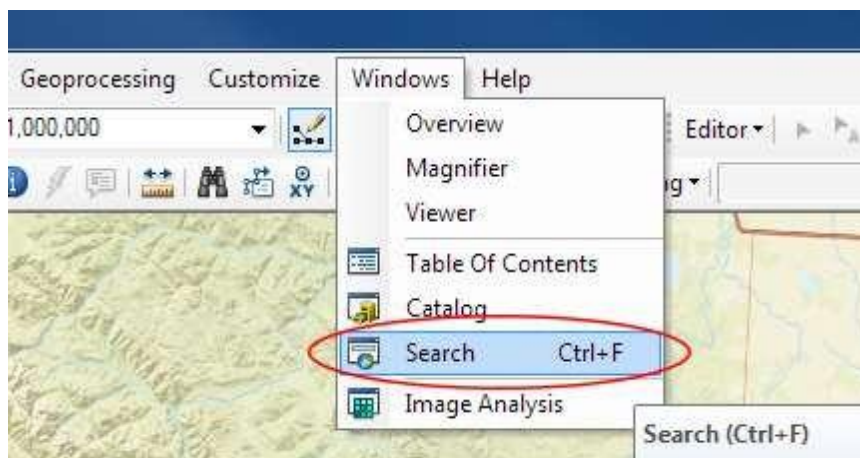 Geoprocessing Customize Windows Help
1,000,000
Overview
Editor
Magnifier
XY
Viewer
Table Of Contents
Catalog
Search Ctrl+F
Image Analysis
Search (Ctrl+F)